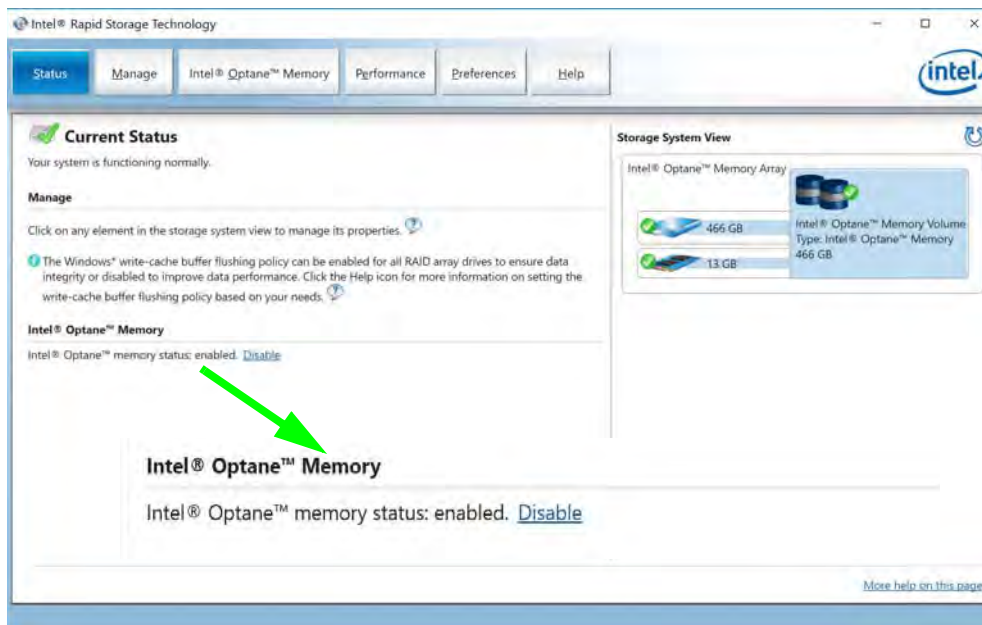 Intel® Rapid Storage Technology
Status
Manage
Intel® Optane™ Memory
Performance
Preferences
Help
intel
Current Status
Your system is functioning normally.
Manage
Click on any element in the storage system view to manage its properties.
The Windows* write-cache buffer flushing policy can be enabled for all RAID array drives to ensure data
integrity or disabled to improve data performance. Click the Help icon for more information on setting the
write-cache buffer flushing policy based on your needs.
Intel® Optane™ Memory
Intel® Optane™ memory status: enabled. Disable
Intel® Optane™ Memory
Intel® Optane™ memory status: enabled. Disable
Storage System View
Intel® Optane™ Memory Array
466 GB
13 GB
Intel® Optane™ Memory Volume
Type: Intel® Optane™ Memory
466 GB
More help on this page